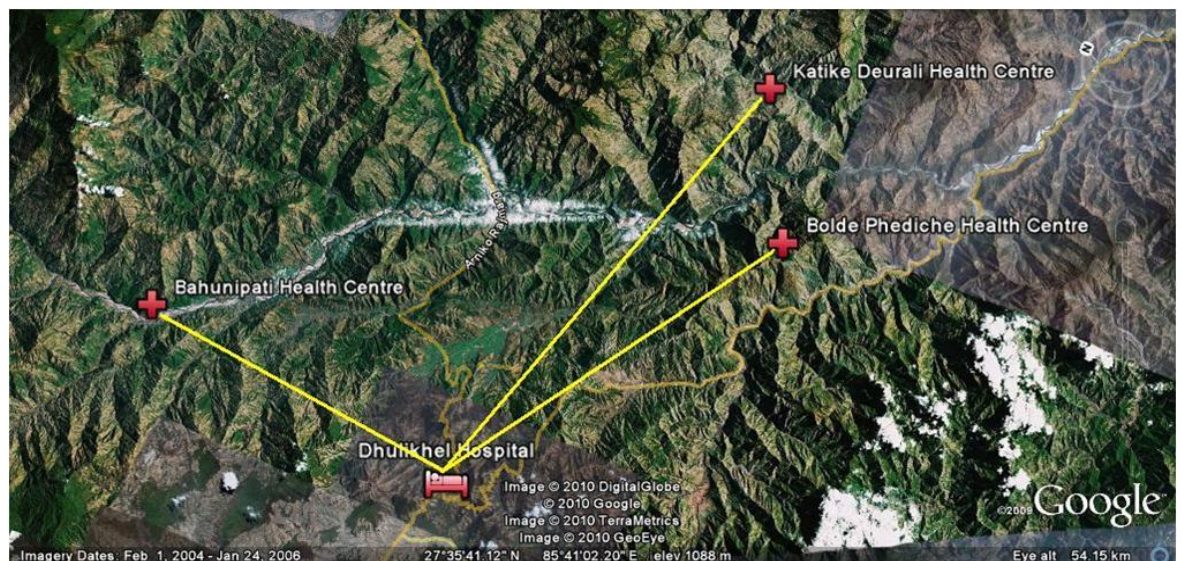 Katike Deurali Health Centre
N
Bolde Phediche Health Centre
Arniko Rajmarg
Bahunipati Health Centre
Dhulikhel Hospital
Image © 2010 DigitalGlobe
© 2010 Google
Image © 2010 TerraMetrics
Image © 2010 GeoEye
©2009 Google
Imagery Dates: Feb 1, 2004 - Jan 24, 2006 27°35'41.12" N 85°41'02.20" E elev 1088 m Eye alt 54.15 km